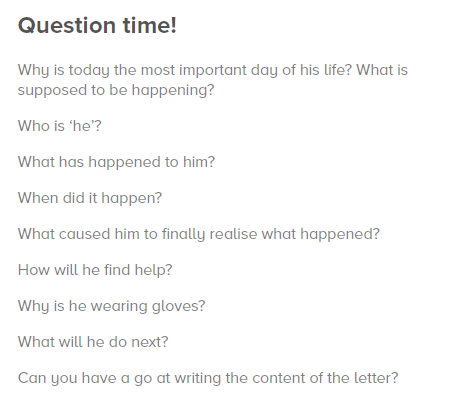 Question time!
Why is today the most important day of his life? What is
supposed to be happening?
Who is ‘he’?
What has happened to him?
When did it happen?
What caused him to finally realise what happened?
How will he find help?
Why is he wearing gloves?
What will he do next?
Can you have a go at writing the content of the letter?